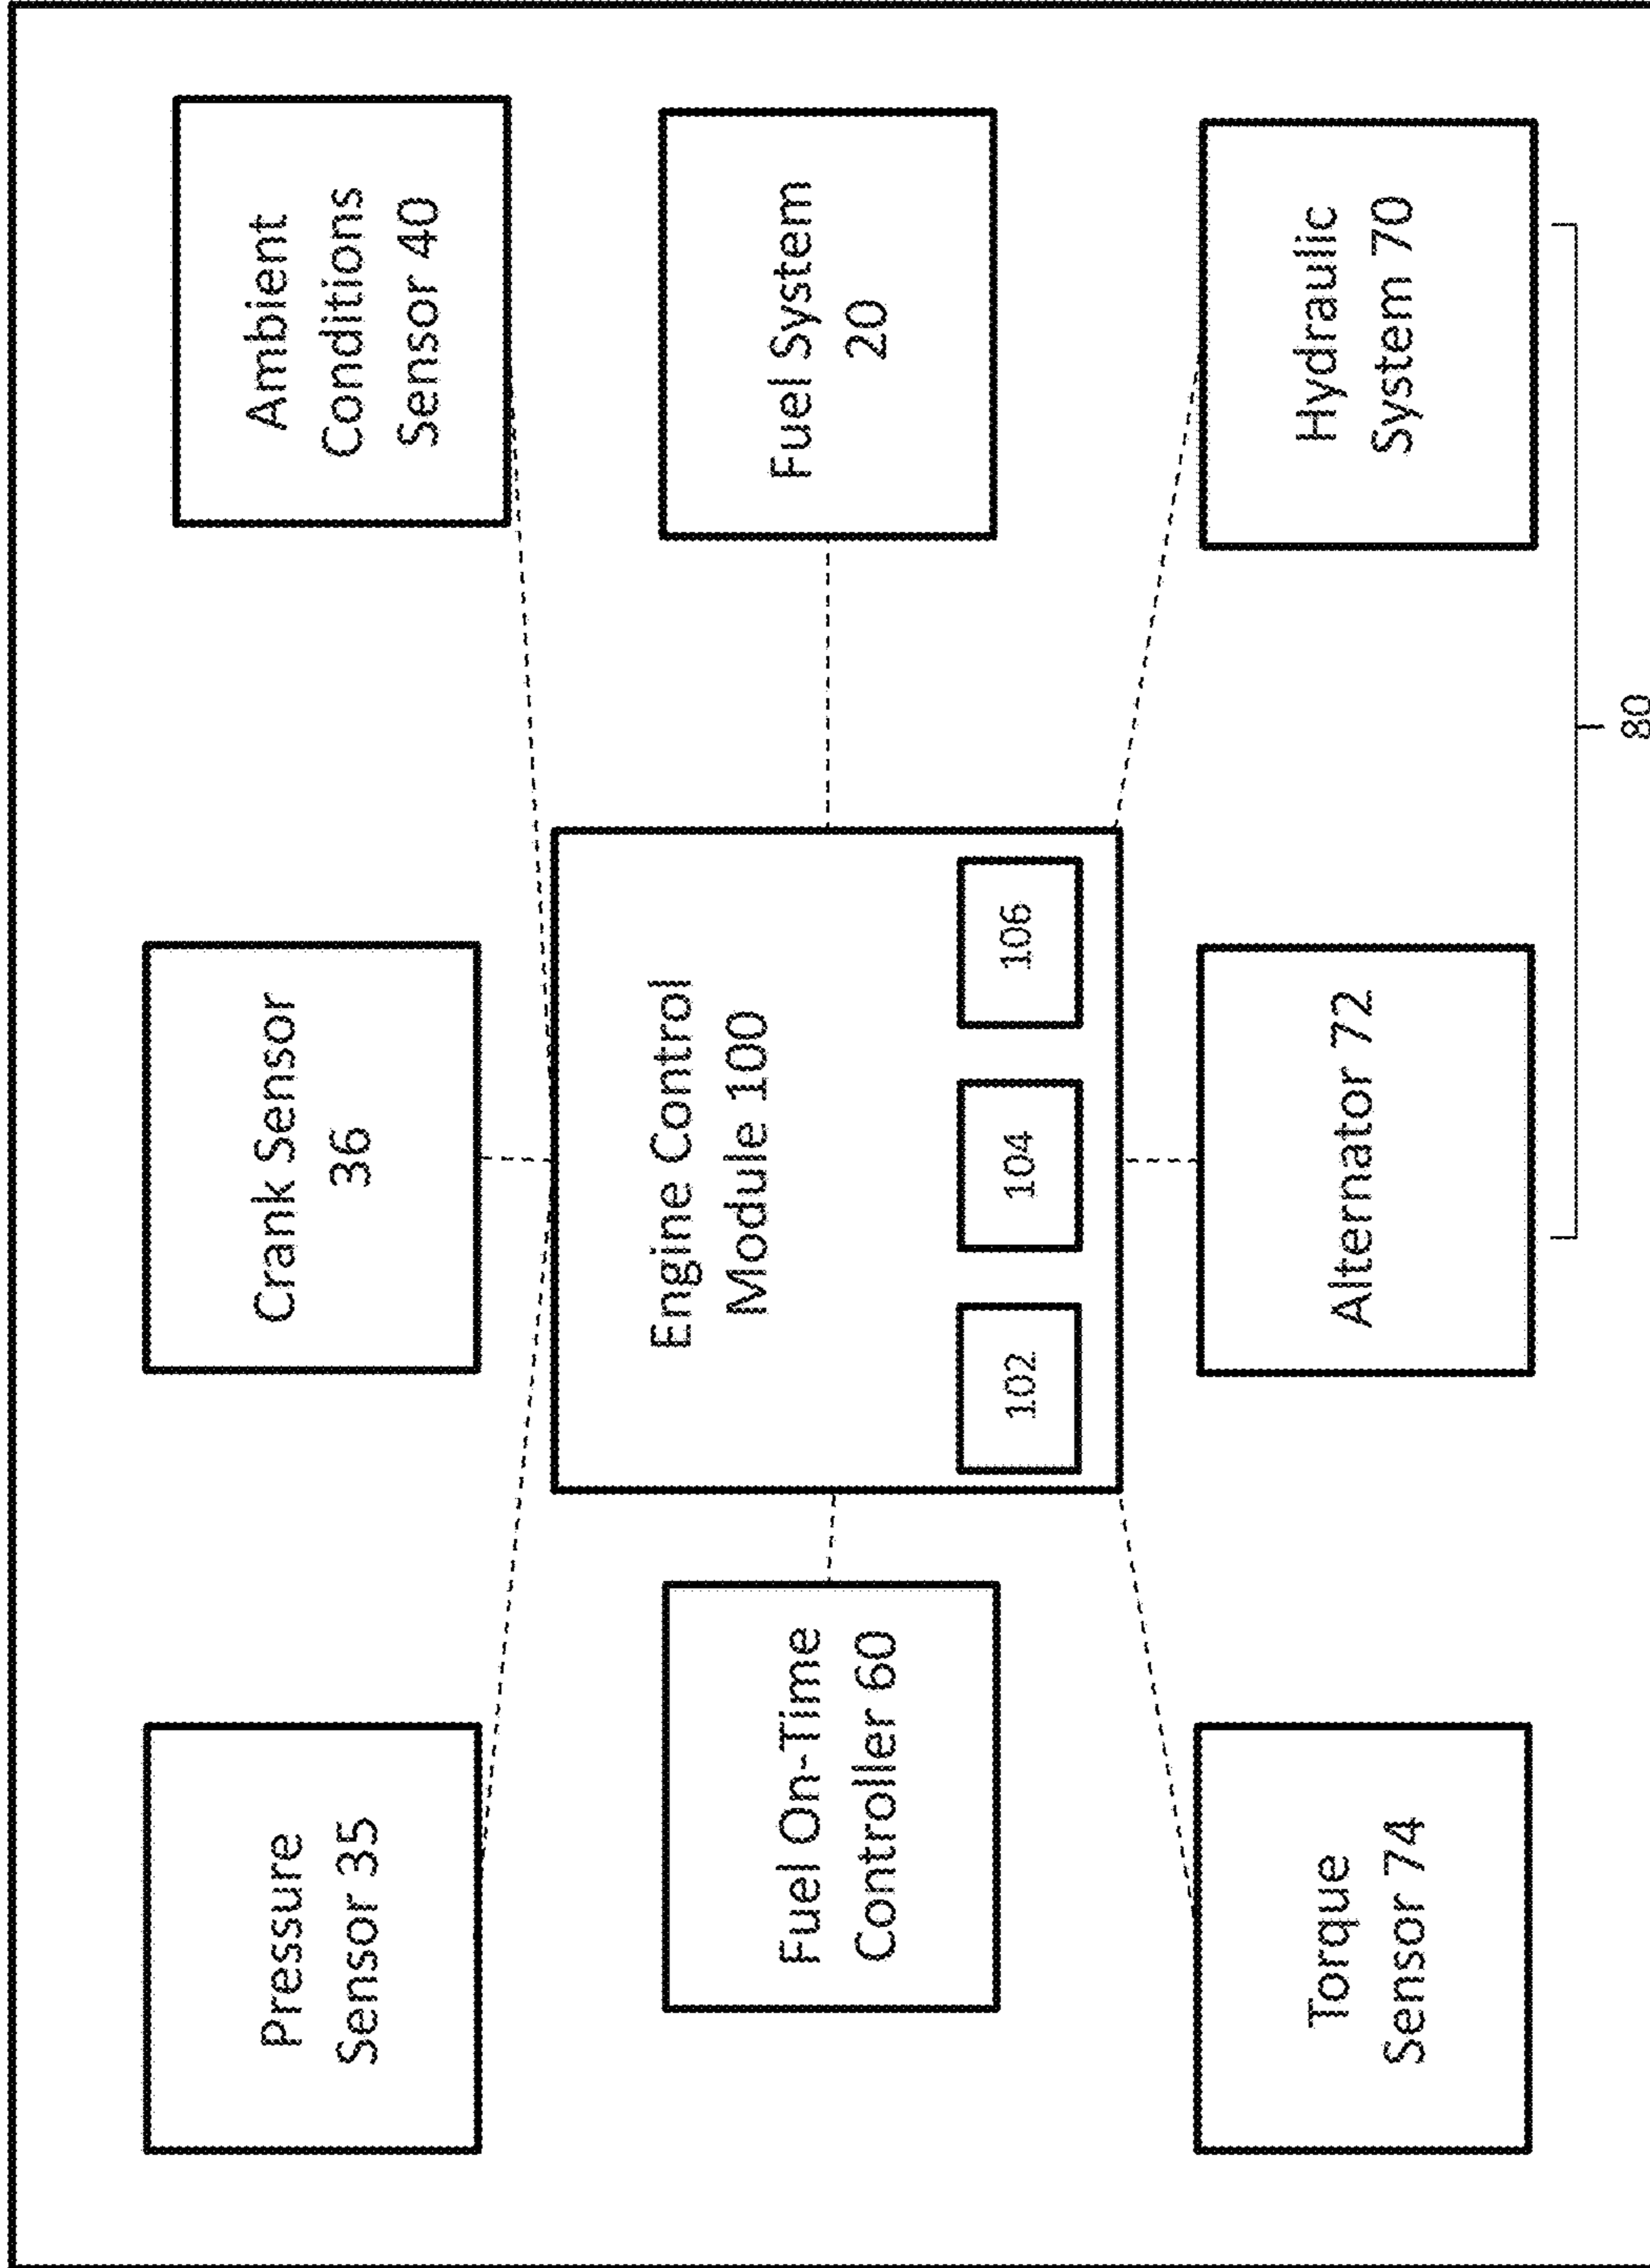 Pressure
Sensor 35
Crank Sensor
36
Ambient
Conditions
Sensor 40
Fuel On-Time
Controller 60
Engine Control
Module 100
102
104
106
Fuel System
20
Torque
Sensor 74
Alternator 72
Hydraulic
System 70
80